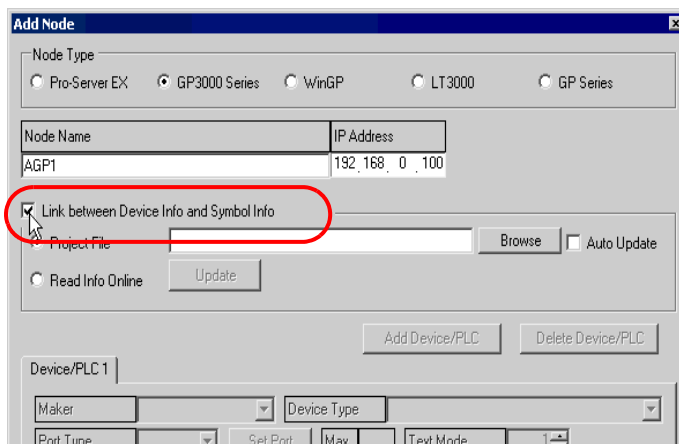 Add Node
Node Type
Pro-Server EX GP3000 Series WinGP LT3000 GP Series
Node Name IP Address
AGP1 192.168. 0 .100
Link between Device Info and Symbol Info
Project File Browse Auto Update
Read Info Online Update
Add Device/PLC Delete Device/PLC
Device/PLC 1
Maker Device Type
Port Type Set Port Max Text Mode 1